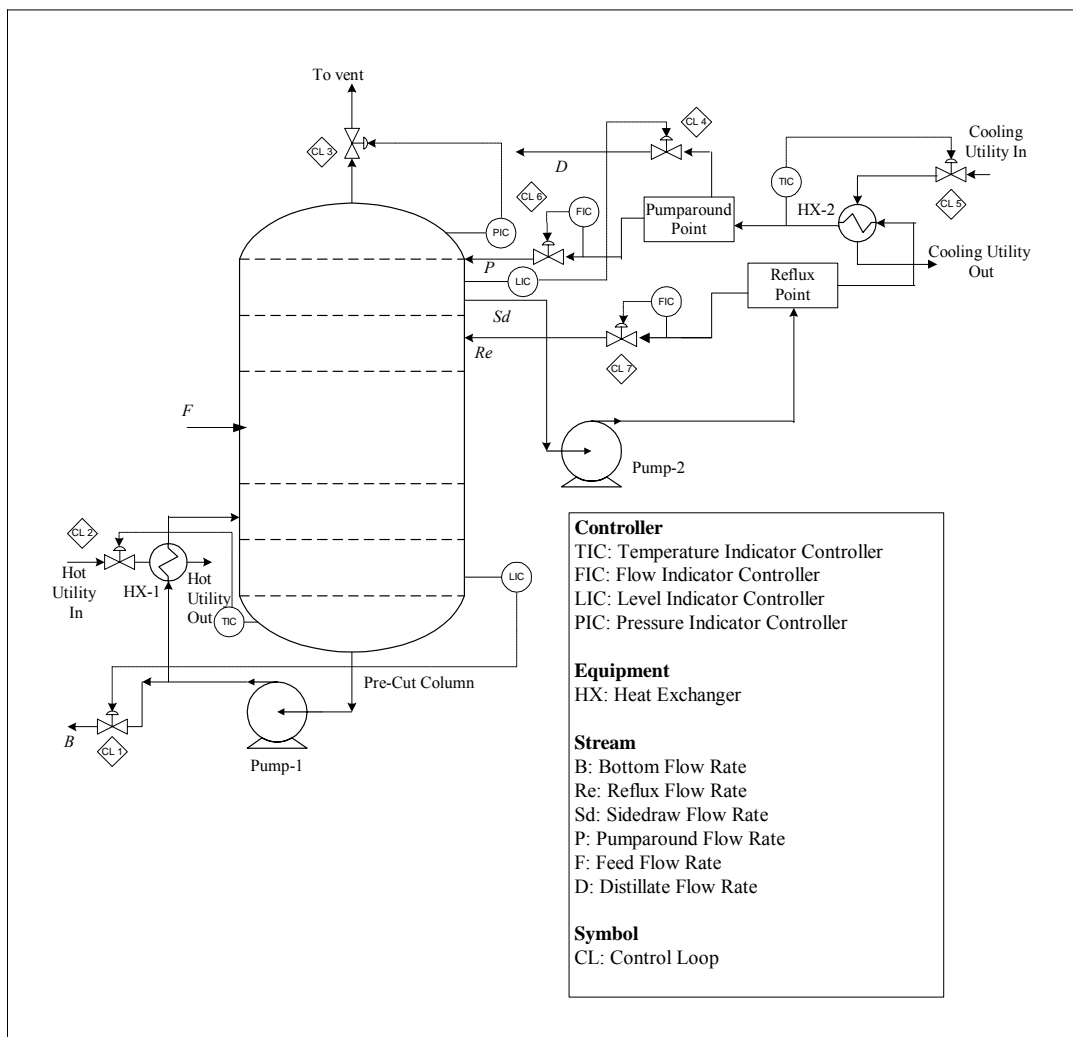 To vent
CL 3
CL 4
D
Cooling
Utility In
TIC
HX-2
CL 5
CL 6
FIC
Pumparound
Point
PIC
P
LIC
Cooling Utility
Out
Reflux
Point
Sd
FIC
Re
CL 7
F
Pump-2
CL 2
Hot
Utility
In
HX-1
Hot
Utility
Out
LIC
TIC
Pre-Cut Column
B
CL 1
Pump-1
Controller
TIC: Temperature Indicator Controller
FIC: Flow Indicator Controller
LIC: Level Indicator Controller
PIC: Pressure Indicator Controller
Equipment
HX: Heat Exchanger
Stream
B: Bottom Flow Rate
Re: Reflux Flow Rate
Sd: Sidedraw Flow Rate
P: Pumparound Flow Rate
F: Feed Flow Rate
D: Distillate Flow Rate
Symbol
CL: Control Loop